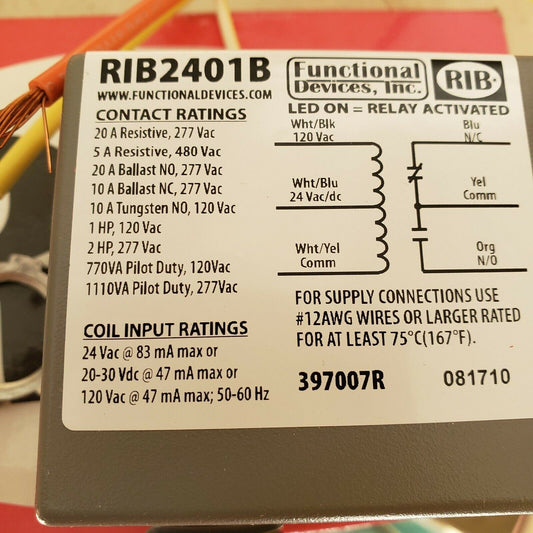 RIB2401B
WWW.FUNCTIONALDEVICES.COM
Functional
Devices, Inc.
RIB
LED ON = RELAY ACTIVATED
CONTACT RATINGS
20 A Resistive, 277 Vac
5 A Resistive, 480 Vac
20 A Ballast NO, 277 Vac
10 A Ballast NC, 277 Vac
10 A Tungsten NO, 120 Vac
1 HP, 120 Vac
2 HP, 277 Vac
770VA Pilot Duty, 120Vac
1110VA Pilot Duty, 277Vac
COIL INPUT RATINGS
24 Vac @ 83 mA max or
20-30 Vdc @ 47 mA max or
120 Vac @ 47 mA max; 50-60 Hz
Wht/Blk
120 Vac
Wht/Blu
24 Vac/dc
Wht/Yel
Comm
Blu
N/C
Yel
Comm
Org
N/O
FOR SUPPLY CONNECTIONS USE
#12AWG WIRES OR LARGER RATED
FOR AT LEAST 75°C(167°F).
397007R
081710